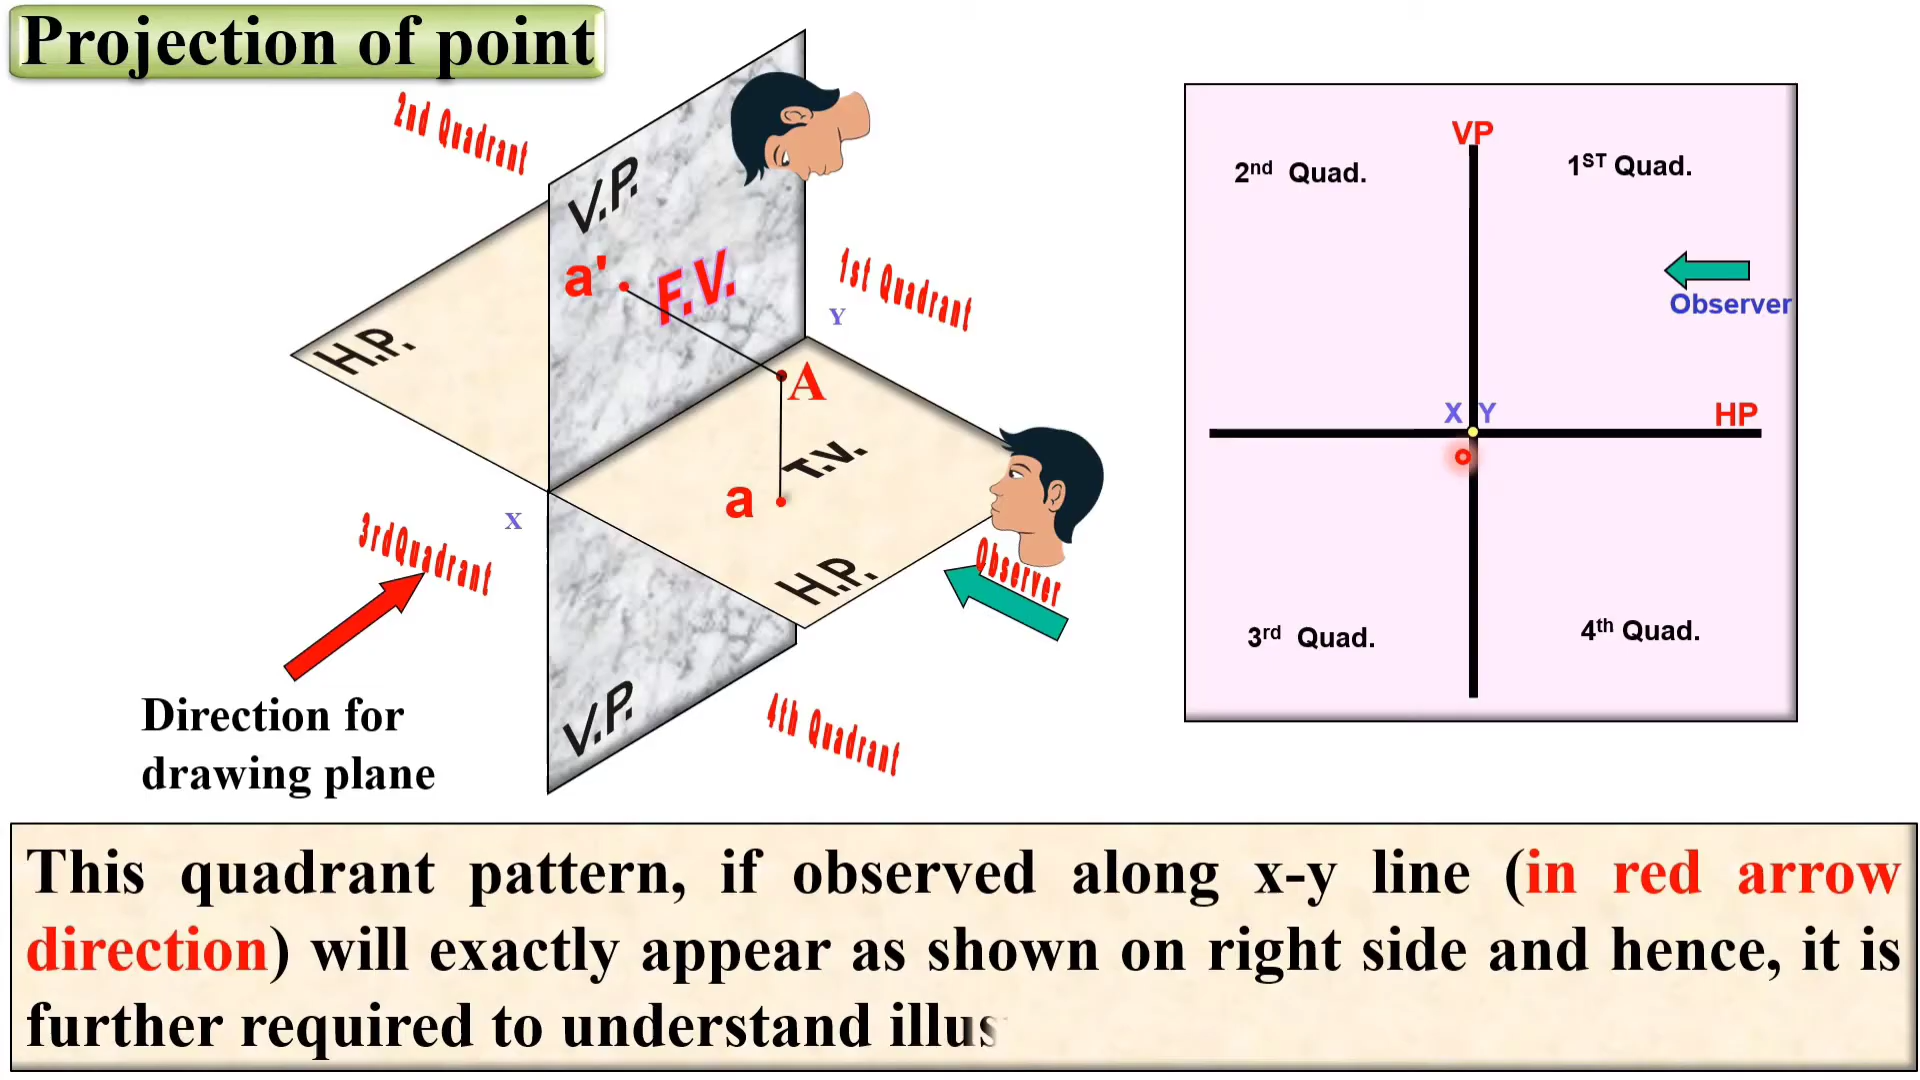 Projection of point
2nd Quadrant
V.P.
a'
F.V.
1st Quadrant
Y
H.P.
A
T.V.
a
X
3rdQuadrant
H.P.
Observer
V.P.
4th Quadrant
Direction for
drawing plane
VP
2nd Quad.
1ST Quad.
Observer
X Y
HP
3rd Quad.
4th Quad.
This quadrant pattern, if observed along x-y line (in red arrow
direction) will exactly appear as shown on right side and hence, it is
further required to understand illus